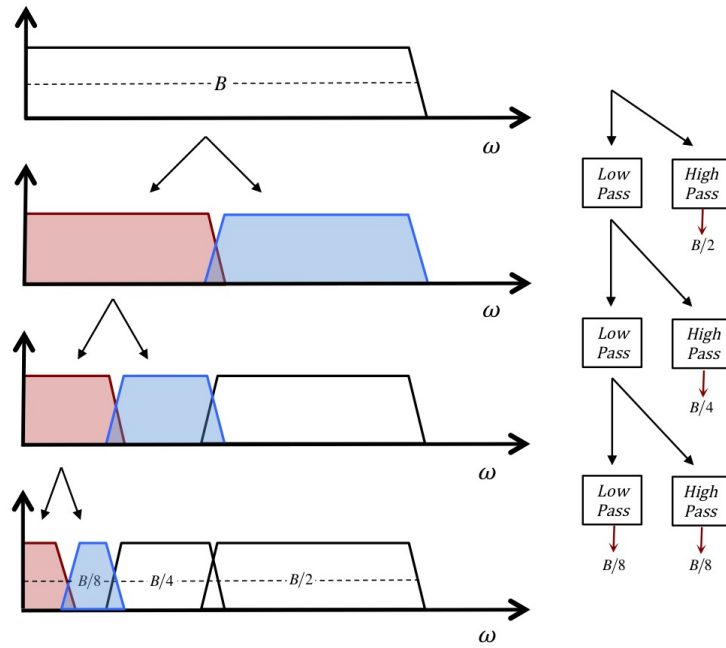 B
ω
ω
ω
B/8
B/4
B/2
ω
Low
Pass
High
Pass
B/2
Low
Pass
High
Pass
B/4
Low
Pass
High
Pass
B/8
B/8